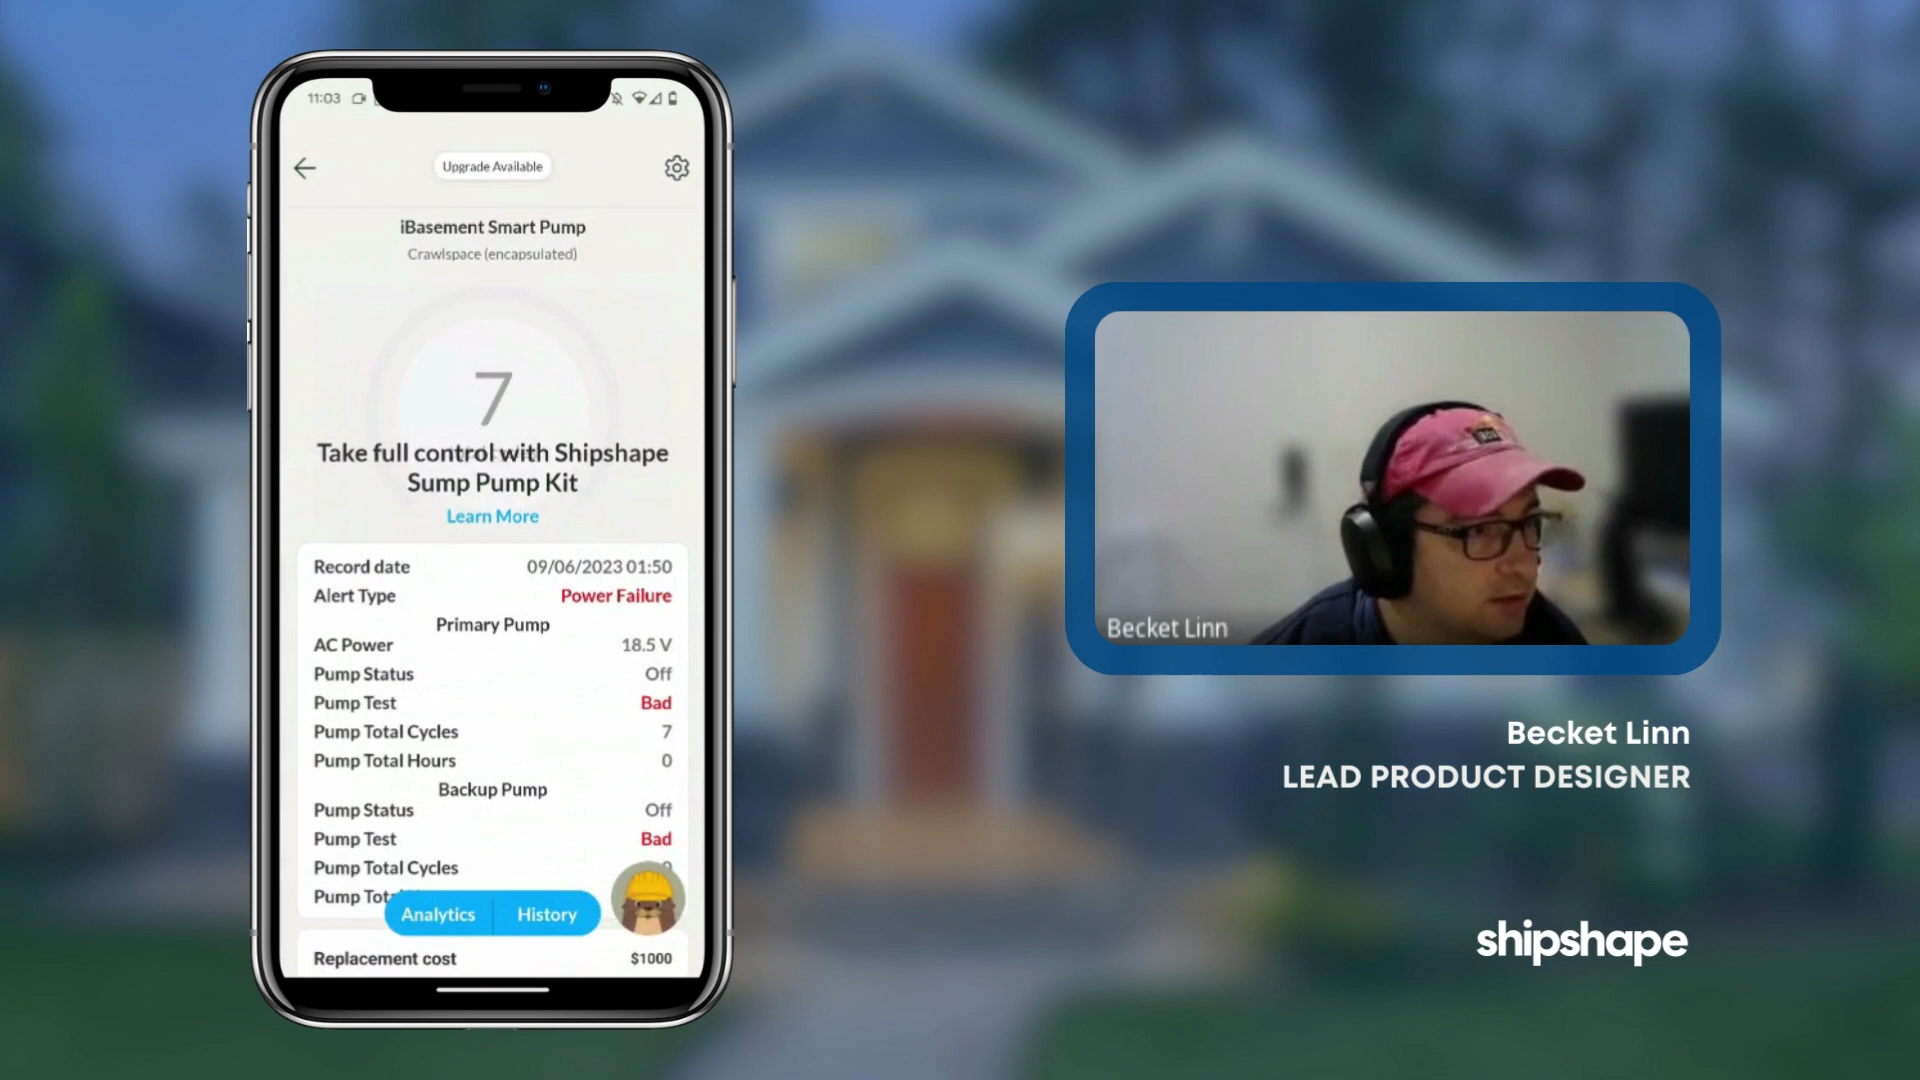 11:03
Upgrade Available
iBasement Smart Pump
Crawlspace (encapsulated)
7
Take full control with Shipshape
Sump Pump Kit
Learn More
Record date 09/06/2023 01:50
Alert Type Power Failure
Primary Pump
AC Power 18.5 V
Pump Status Off
Pump Test Bad
Pump Total Cycles 7
Pump Total Hours 0
Backup Pump
Pump Status Off
Pump Test Bad
Pump Total Cycles
Pump
Analytics History
Replacement cost $1000
Becket Linn
Becket Linn
LEAD PRODUCT DESIGNER
shipshape